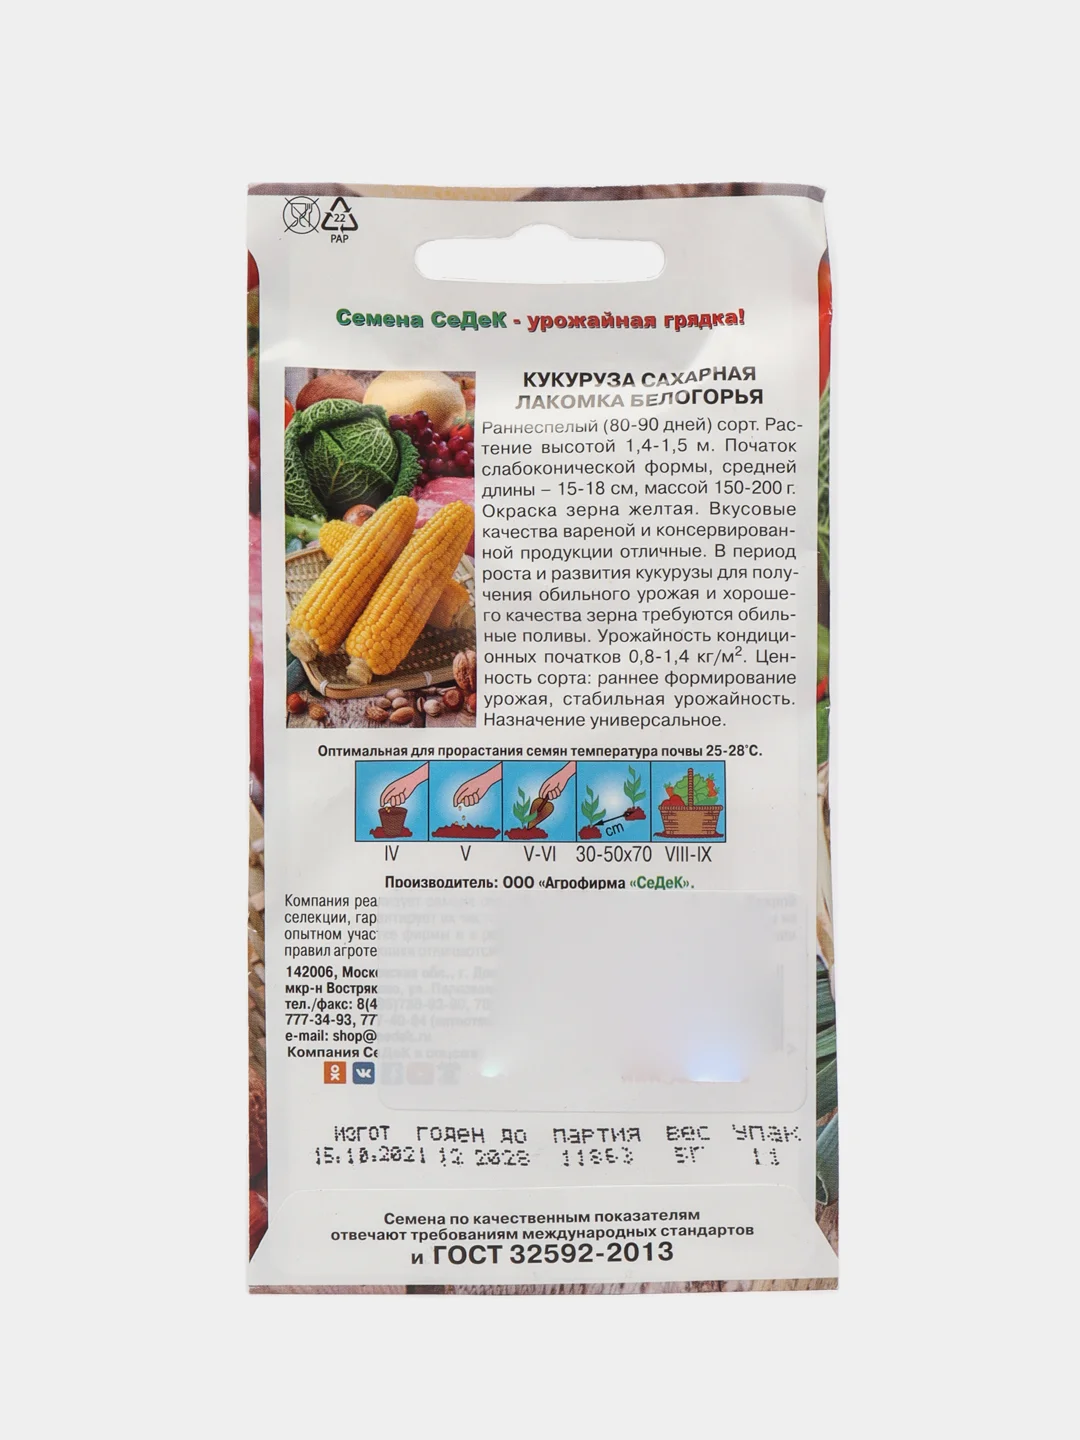 22
PAP
Семена СеДеК - урожайная грядка!
КУКУРУЗА САХАРНАЯ
ЛАКОМКА БЕЛОГОРЬЯ
Раннеспелый (80-90 дней) сорт. Рас-
тение высотой 1,4-1,5 м. Початок
слабоконической формы, средней
длины – 15-18 см, массой 150-200 г.
Окраска зерна желтая. Вкусовые
качества вареной и консервирован-
ной продукции отличные. В период
роста и развития кукурузы для полу-
чения обильного урожая и хороше-
го качества зерна требуются обиль-
ные поливы. Урожайность кондици-
онных початков 0,8-1,4 кг/м². Цен-
ность сорта: раннее формирование
урожая, стабильная урожайность.
Назначение универсальное.
Оптимальная для прорастания семян температура почвы 25-28°С.
cm
IV V V-VI 30-50x70 VIII-IX
Производитель: ООО «Агрофирма «СеДеК».
Компания
селекции,
опытном
правил
142006,
мкр-н
тел./факс:
777-34-93,
e-mail: shop@
Компания
ИЗГОТ ГОДЕН ДО ПАРТИЯ ВЕС УПАК
15.10.2021 12 2028 11863 5Г 11
Семена по качественным показателям
отвечают требованиям международных стандартов
и ГОСТ 32592-2013